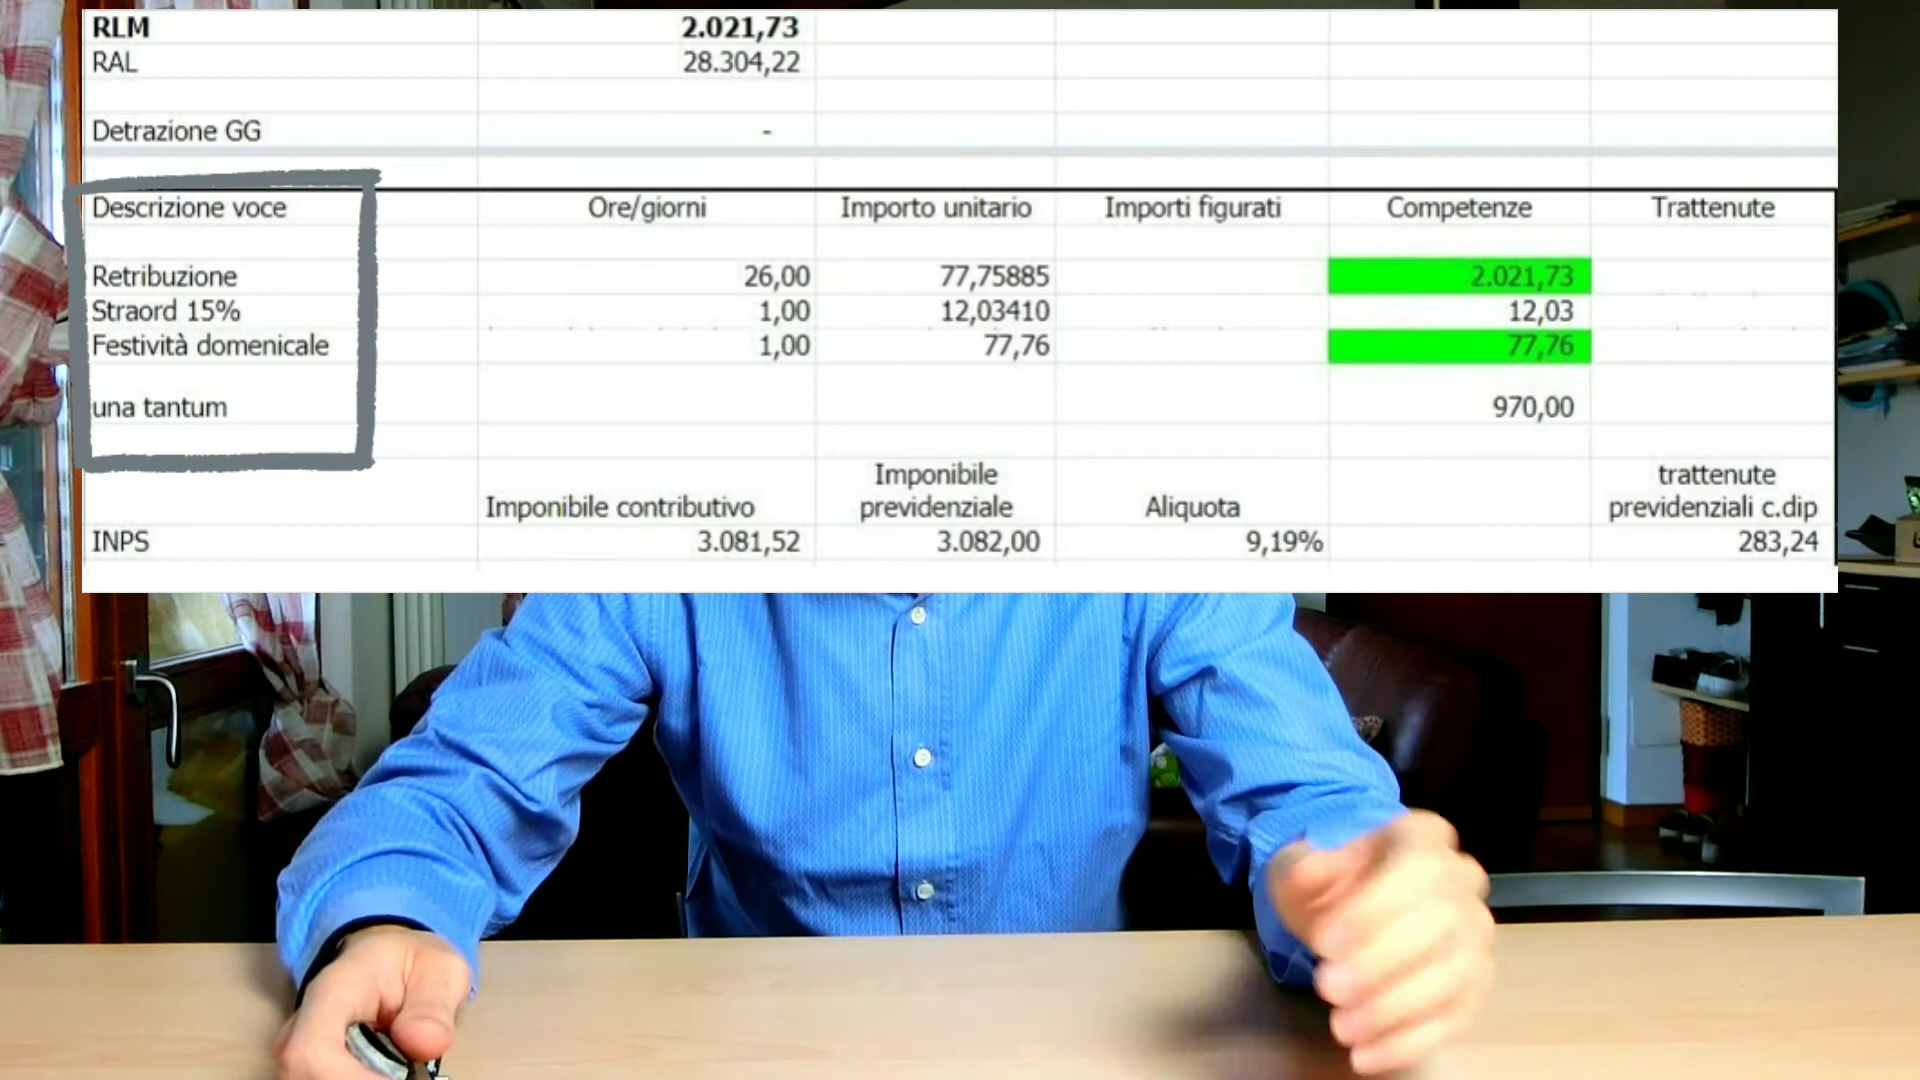 RLM 2.021,73
RAL 28.304,22
Detrazione GG -
Descrizione voce Ore/giorni Importo unitario Importi figurati Competenze Trattenute
Retribuzione 26,00 77,75885 2.021,73
Straord 15% 1,00 12,03410 12,03
Festività domenicale 1,00 77,76 77,76
una tantum 970,00
Imponibile contributivo Imponibile previdenziale Aliquota trattenute previdenziali c.dip
INPS 3.081,52 3.082,00 9,19% 283,24